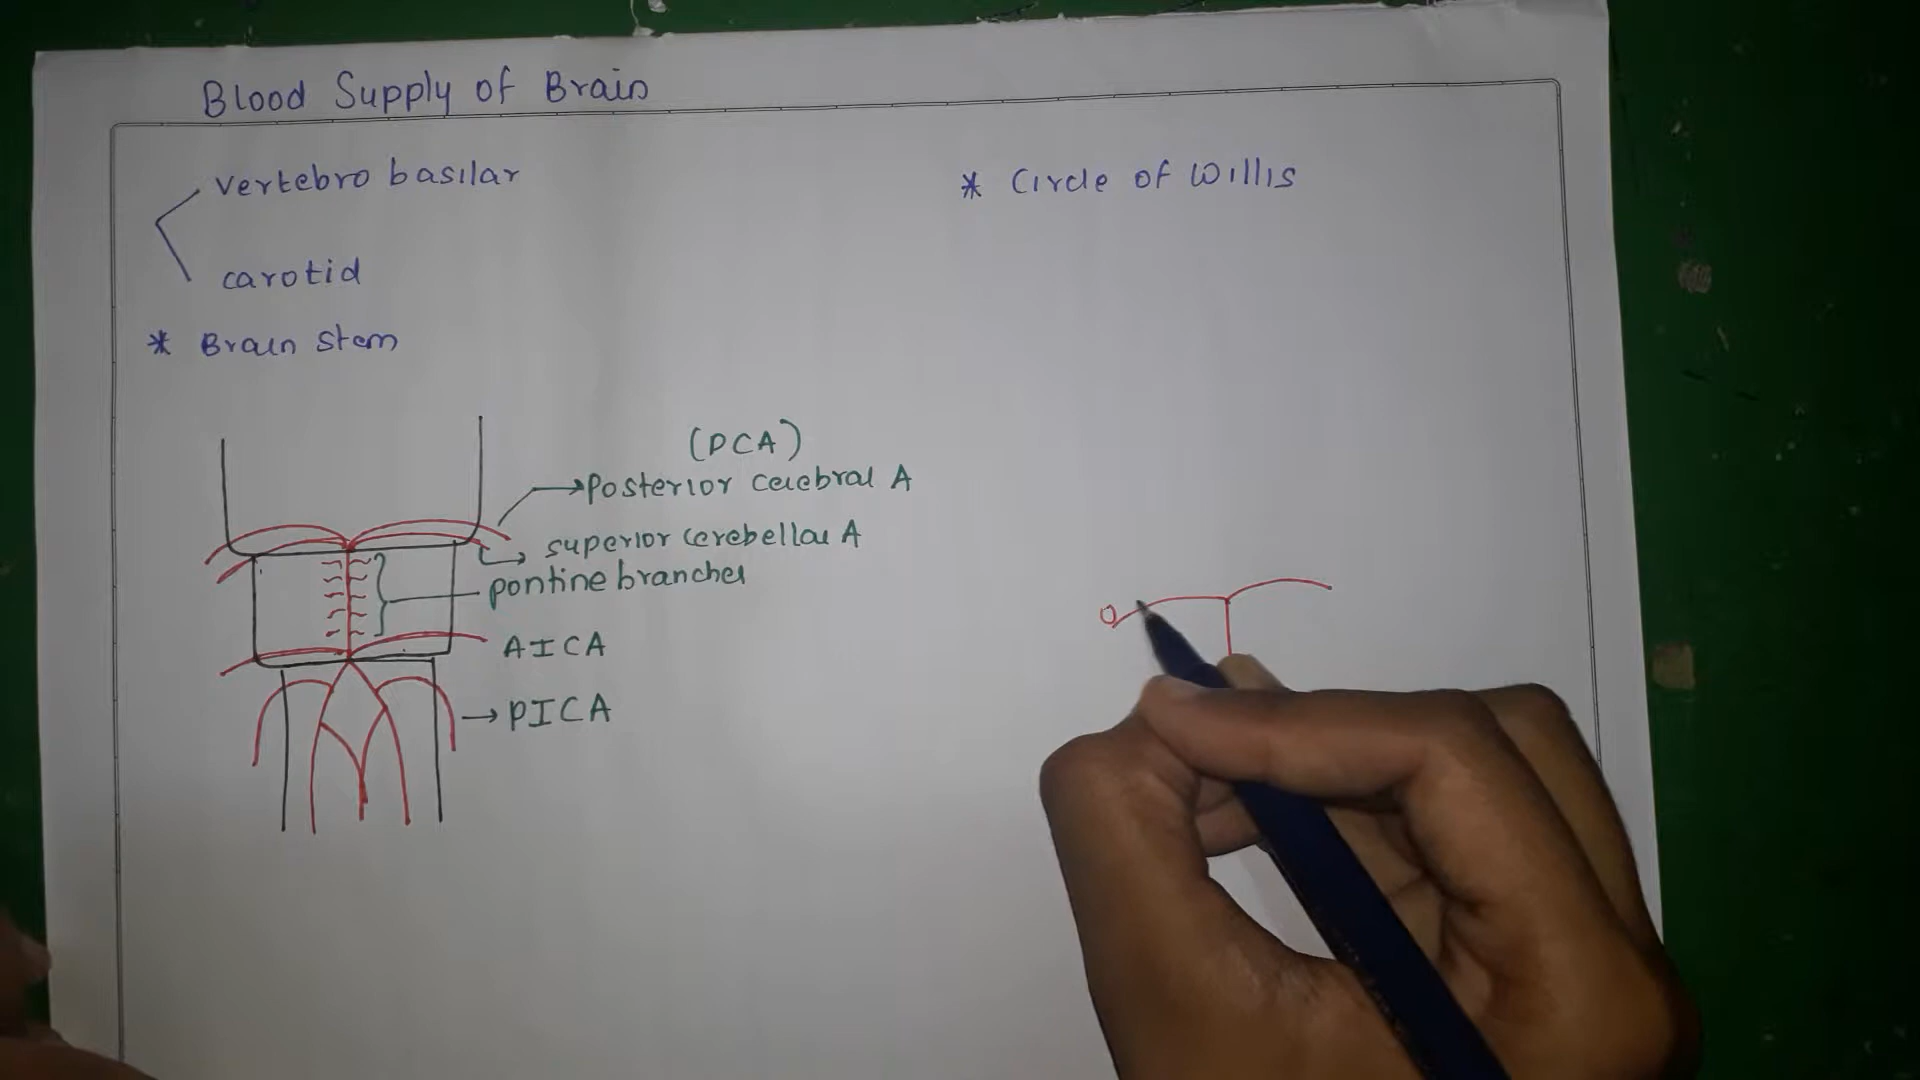 Blood Supply of Brain
Vertebro basilar
carotid
* Brain Stem
(PCA)
Posterior cerebral A
superior cerebellar A
pontine branches
AICA
PICA
* Circle of Willis